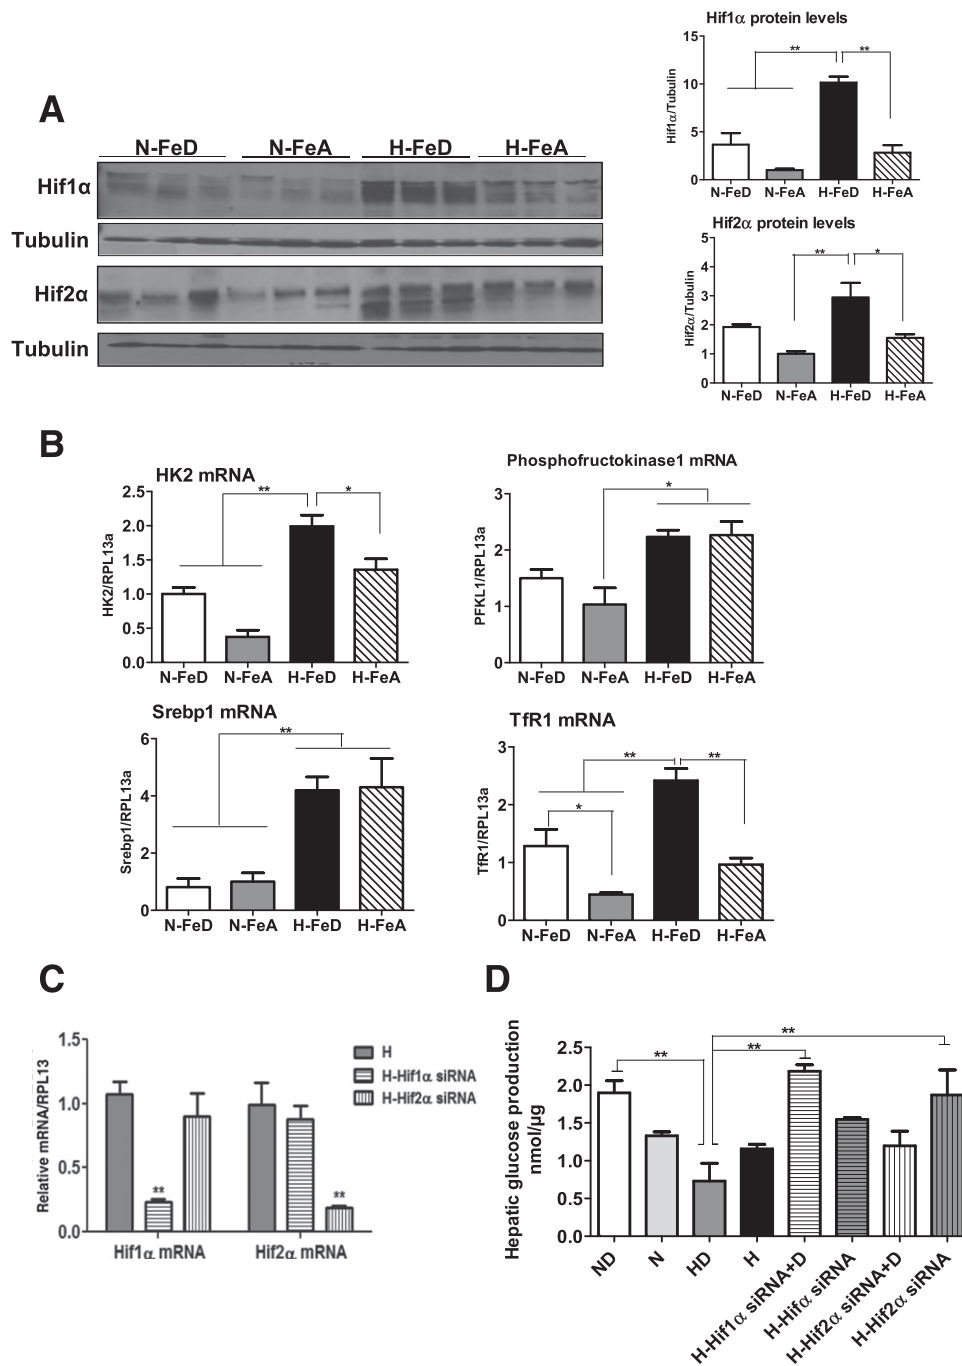 A
N-FeD N-FeA H-FeD H-FeA
Hif1α
Tubulin
Hif2α
Tubulin
Hif1α protein levels
Hif1α/Tubulin
15
10
5
0
** **
N-FeD N-FeA H-FeD H-FeA
Hif2α protein levels
Hif2α/Tubulin
5
4
3
2
1
0
** *
N-FeD N-FeA H-FeD H-FeA
B
HK2 mRNA
HK2/RPL13a
2.5
2.0
1.5
1.0
0.5
0.0
** *
N-FeD N-FeA H-FeD H-FeA
Phosphofructokinase1 mRNA
PFKL1/RPL13a
3
2
1
0
*
N-FeD N-FeA H-FeD H-FeA
Srebp1 mRNA
Srebp1/RPL13a
6
4
2
0
**
N-FeD N-FeA H-FeD H-FeA
TfR1 mRNA
TfR1/RPL13a
3
2
1
0
** **
*
N-FeD N-FeA H-FeD H-FeA
C
Relative mRNA/RPL13
1.5
1.0
0.5
0.0
** **
Hif1α mRNA Hif2α mRNA
H
H-Hif1α siRNA
H-Hif2α siRNA
D
Hepatic glucose production
nmol/μg
2.5
2.0
1.5
1.0
0.5
0.0
**
**
**
ND
N
HD
H
H-Hif1α siRNA+D
H-Hifα siRNA
H-Hif2α siRNA+D
H-Hif2α siRNA